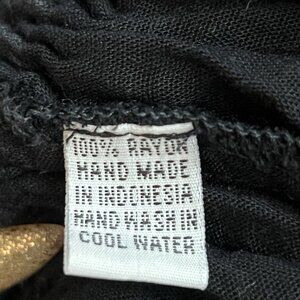 100% RAYON
HAND MADE
IN INDONESIA
HAND WASH IN
COOL WATER